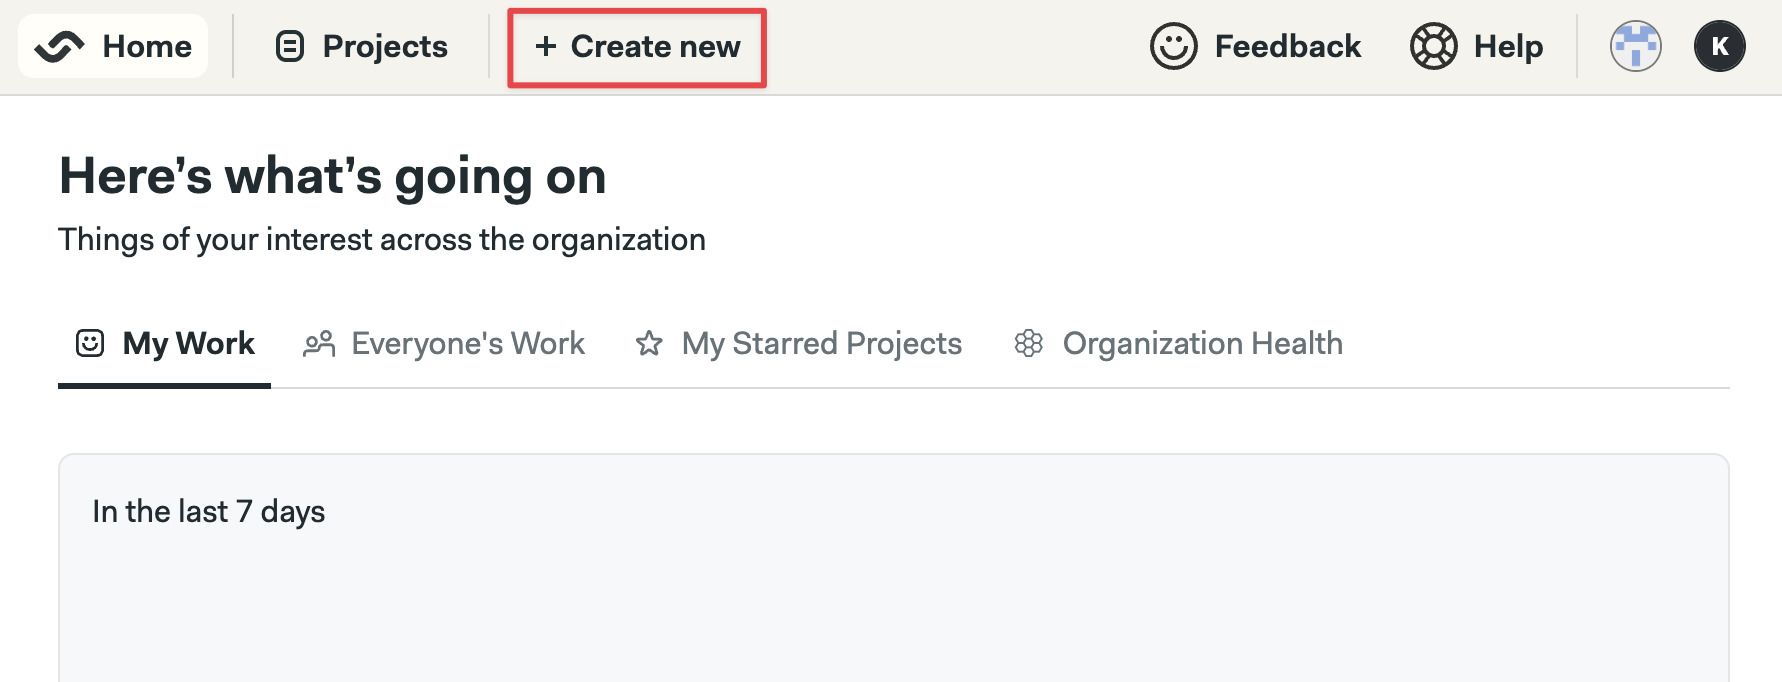 Home
Projects
+ Create new
Feedback
Help
K
Here’s what’s going on
Things of your interest across the organization
My Work
Everyone's Work
My Starred Projects
Organization Health
In the last 7 days